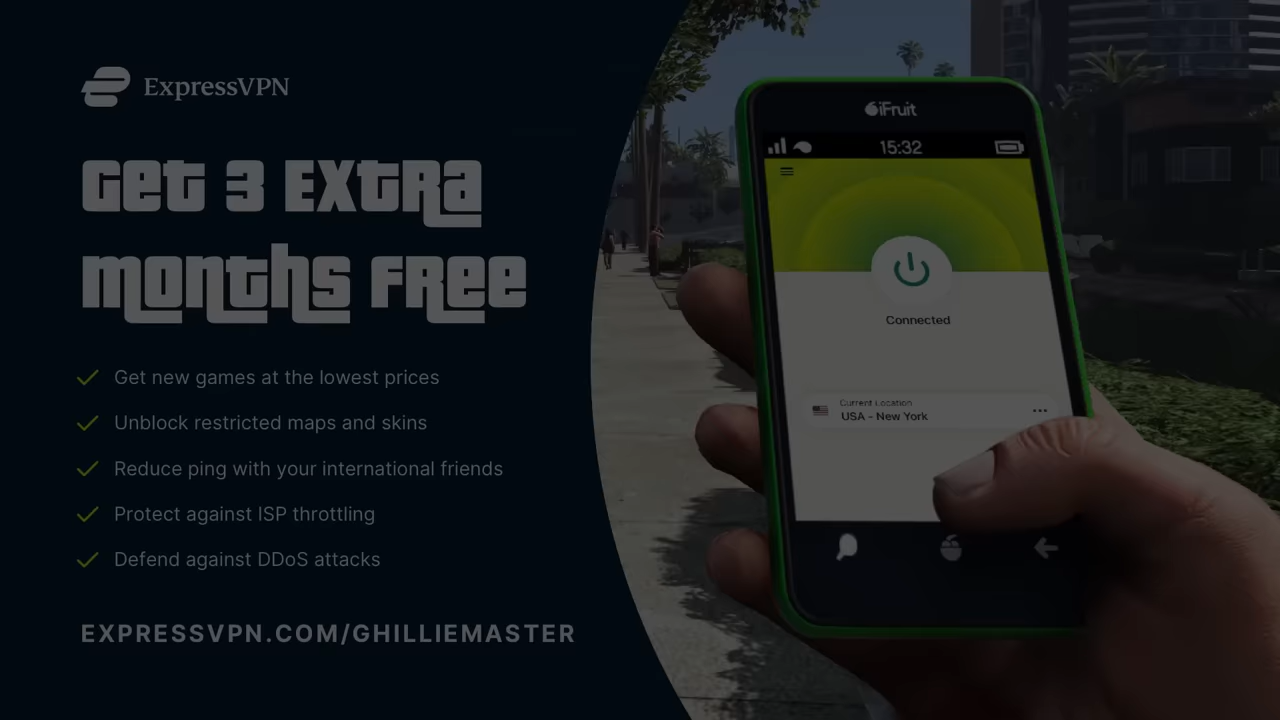 ExpressVPN
Get 3 Extra
months Free
Get new games at the lowest prices
Unblock restricted maps and skins
Reduce ping with your international friends
Protect against ISP throttling
Defend against DDoS attacks
EXPRESSVPN.COM/GHILLIEMASTER
iFruit
15:32
Connected
Current Location
USA - New York